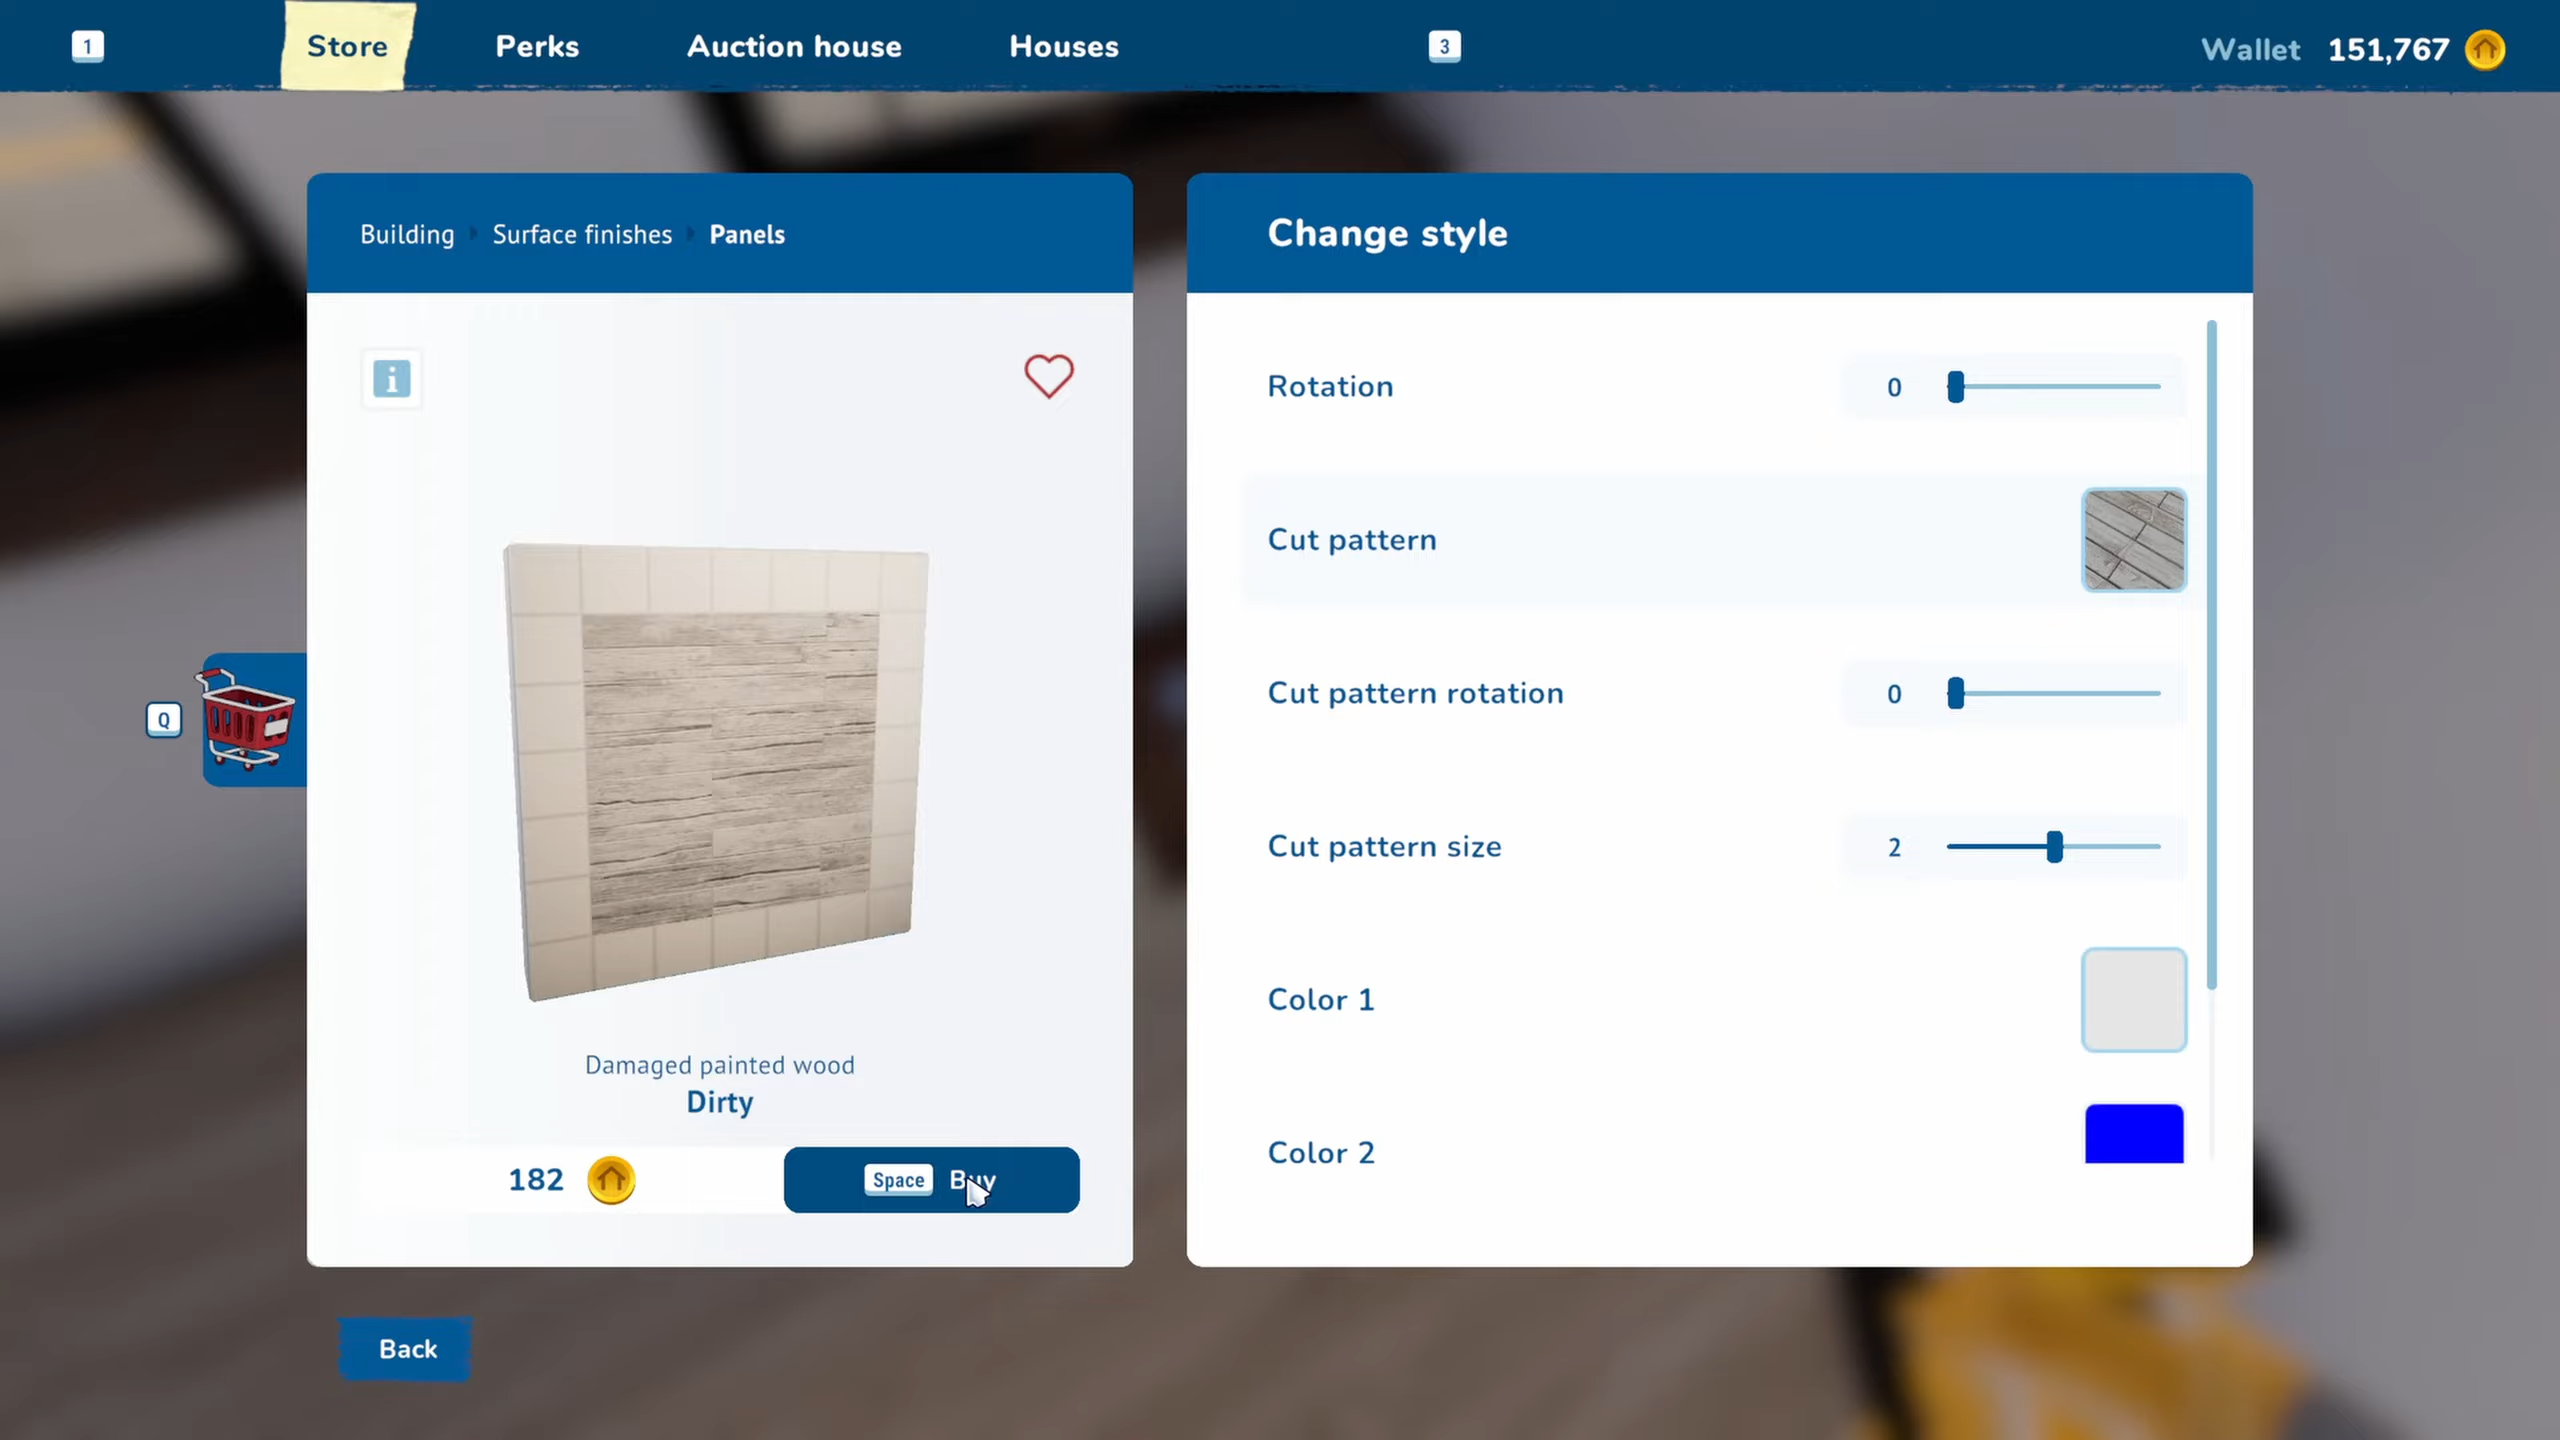 1
Store
Perks
Auction house
Houses
3
Wallet 151,767
Building Surface finishes Panels
i
Q
Damaged painted wood
Dirty
182
Space Buy
Back
Change style
Rotation 0
Cut pattern
Cut pattern rotation 0
Cut pattern size 2
Color 1
Color 2